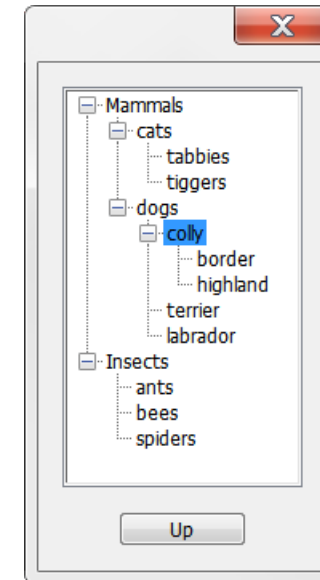 Mammals
cats
tabbies
tiggers
dogs
colly
border
highland
terrier
labrador
Insects
ants
bees
spiders
Up